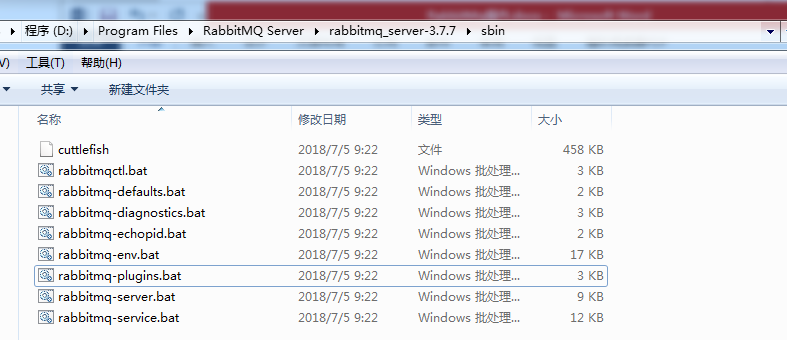 程序 (D:) Program Files RabbitMQ Server rabbitmq_server-3.7.7 sbin
V) 工具(T) 帮助(H)
共享 新建文件夹
名称 修改日期 类型 大小
cuttlefish 2018/7/5 9:22 文件 458 KB
rabbitmqctl.bat 2018/7/5 9:22 Windows 批处理... 3 KB
rabbitmq-defaults.bat 2018/7/5 9:22 Windows 批处理... 2 KB
rabbitmq-diagnostics.bat 2018/7/5 9:22 Windows 批处理... 3 KB
rabbitmq-echopid.bat 2018/7/5 9:22 Windows 批处理... 2 KB
rabbitmq-env.bat 2018/7/5 9:22 Windows 批处理... 17 KB
rabbitmq-plugins.bat 2018/7/5 9:22 Windows 批处理... 3 KB
rabbitmq-server.bat 2018/7/5 9:22 Windows 批处理... 9 KB
rabbitmq-service.bat 2018/7/5 9:22 Windows 批处理... 12 KB